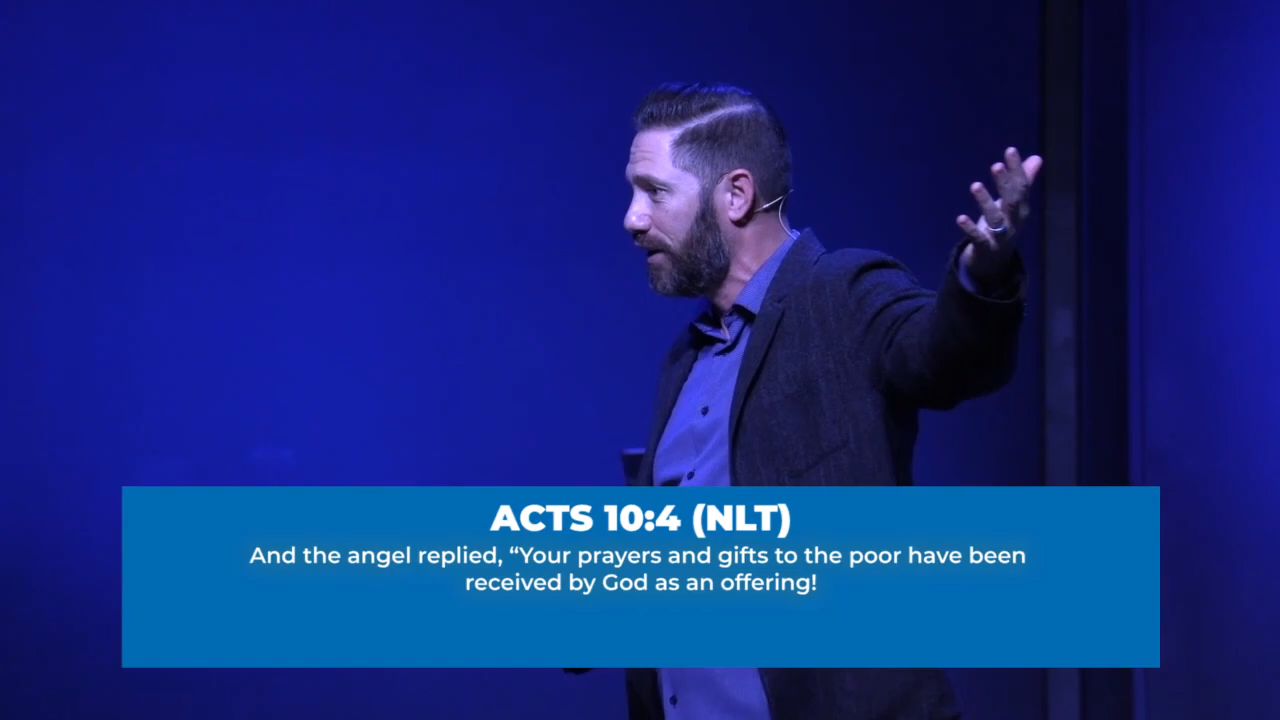 ACTS 10:4 (NLT)
And the angel replied, “Your prayers and gifts to the poor have been
received by God as an offering!